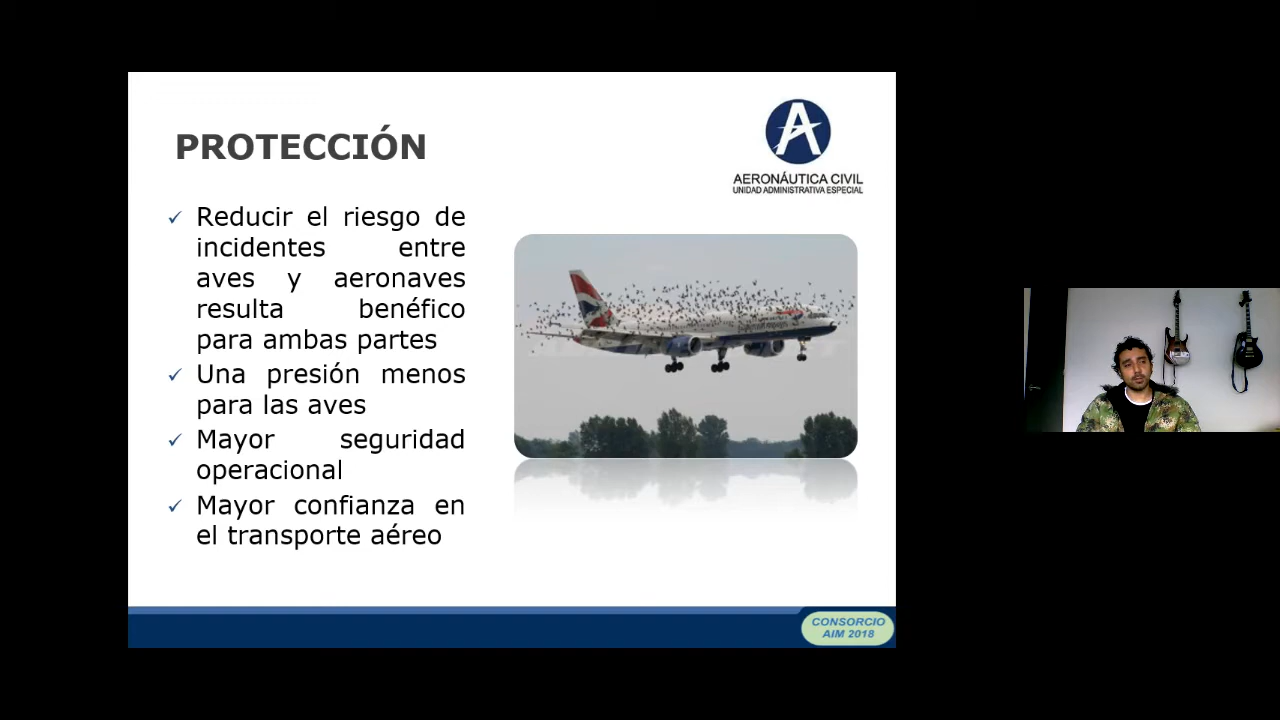 PROTECCIÓN
AERONÁUTICA CIVIL
UNIDAD ADMINISTRATIVA ESPECIAL
✓ Reducir el riesgo de
incidentes entre
aves y aeronaves
resulta benéfico
para ambas partes
✓ Una presión menos
para las aves
✓ Mayor seguridad
operacional
✓ Mayor confianza en
el transporte aéreo
CONSORCIO
AIM 2018